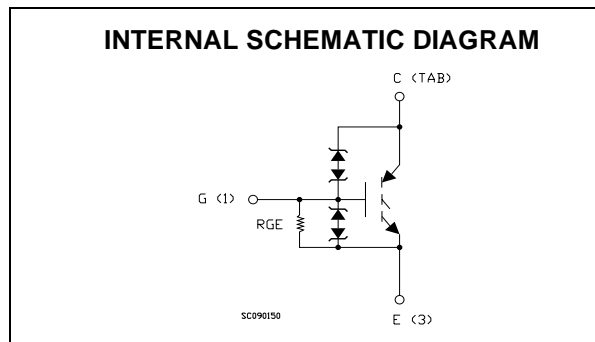 INTERNAL SCHEMATIC DIAGRAM
C (TAB)
G (1)
RGE
SC090150
E (3)